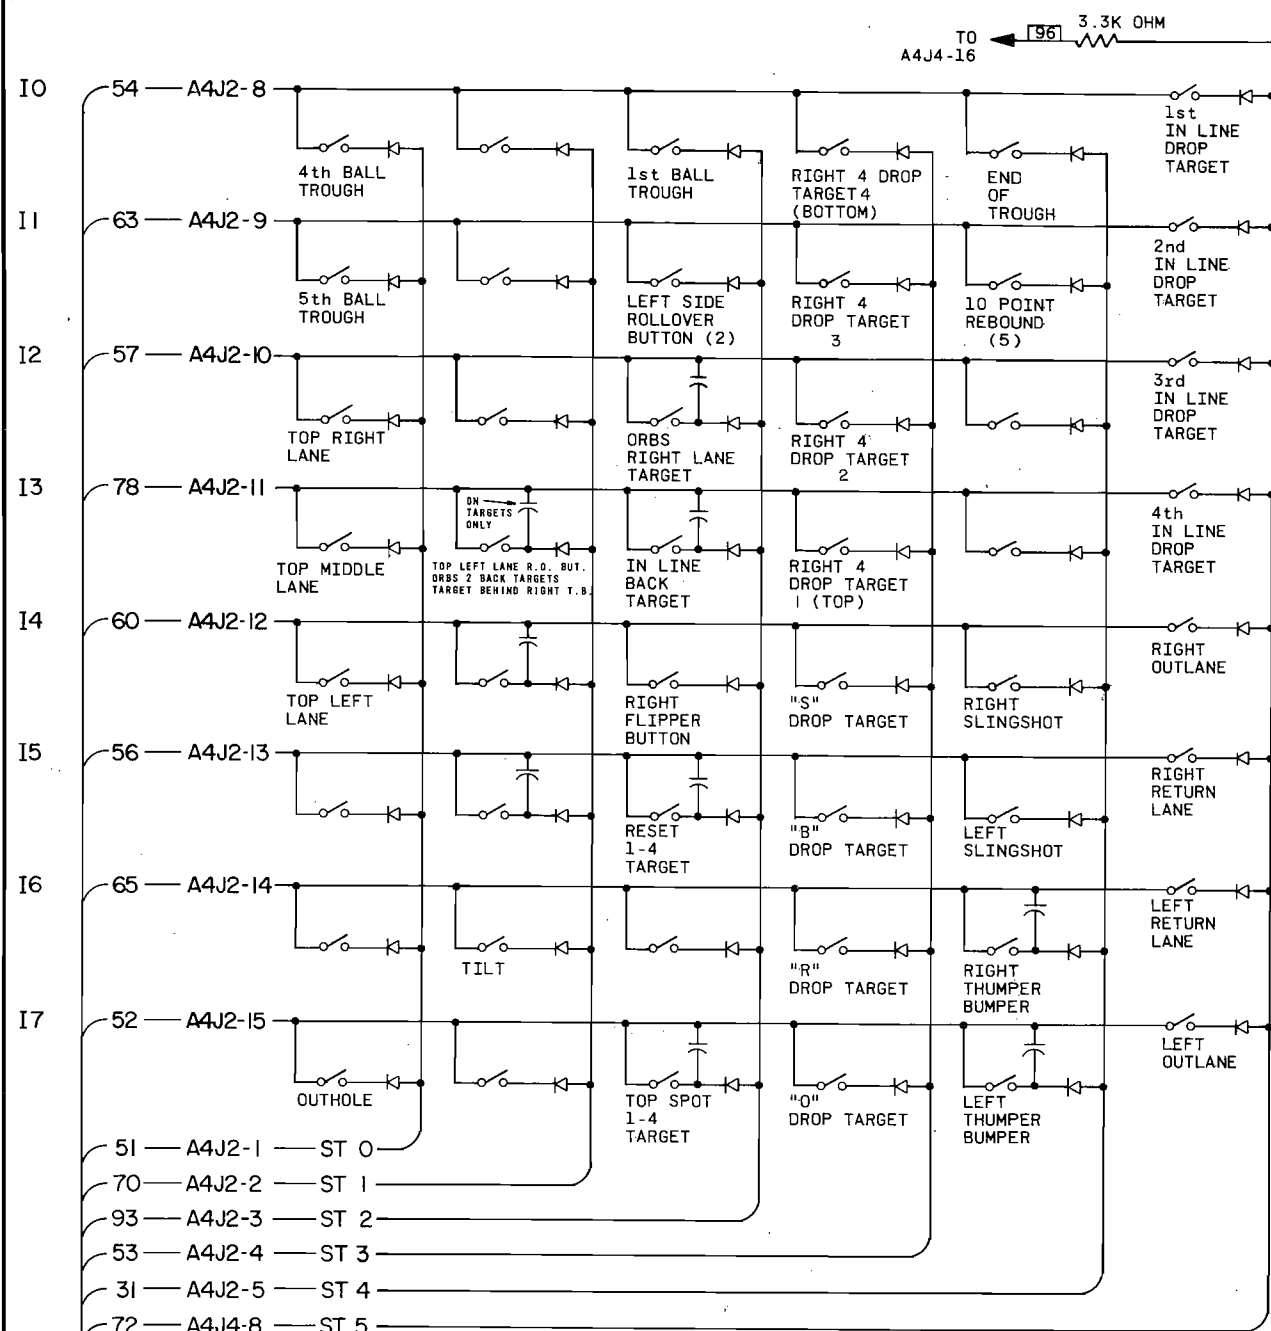 TO
A4J4-16
96
3.3K OHM
I0
54
A4J2-8
4th BALL
TROUGH
1st BALL
TROUGH
RIGHT 4 DROP
TARGET 4
(BOTTOM)
END
OF
TROUGH
1st
IN LINE
DROP
TARGET
I1
63
A4J2-9
5th BALL
TROUGH
LEFT SIDE
ROLLOVER
BUTTON (2)
RIGHT 4
DROP TARGET
3
10 POINT
REBOUND
(5)
2nd
IN LINE
DROP
TARGET
I2
57
A4J2-10
TOP RIGHT
LANE
ORBS
RIGHT LANE
TARGET
RIGHT 4
DROP TARGET
2
3rd
IN LINE
DROP
TARGET
I3
78
A4J2-11
TOP MIDDLE
LANE
ON
TARGETS
ONLY
TOP LEFT LANE R.O. BUT.
ORBS 2 BACK TARGETS
TARGET BEHIND RIGHT T.B.
IN LINE
BACK
TARGET
RIGHT 4
DROP TARGET
1 (TOP)
4th
IN LINE
DROP
TARGET
I4
60
A4J2-12
TOP LEFT
LANE
RIGHT
FLIPPER
BUTTON
"S"
DROP TARGET
RIGHT
SLINGSHOT
RIGHT
OUTLANE
I5
56
A4J2-13
RESET
1-4
TARGET
"B"
DROP TARGET
LEFT
SLINGSHOT
RIGHT
RETURN
LANE
I6
65
A4J2-14
TILT
"R"
DROP TARGET
RIGHT
THUMPER
BUMPER
LEFT
RETURN
LANE
I7
52
A4J2-15
OUTHOLE
TOP SPOT
1-4
TARGET
"O"
DROP TARGET
LEFT
THUMPER
BUMPER
LEFT
OUTLANE
51 A4J2-1 ST 0
70 A4J2-2 ST 1
93 A4J2-3 ST 2
53 A4J2-4 ST 3
31 A4J2-5 ST 4
72 A4J4-8 ST 5